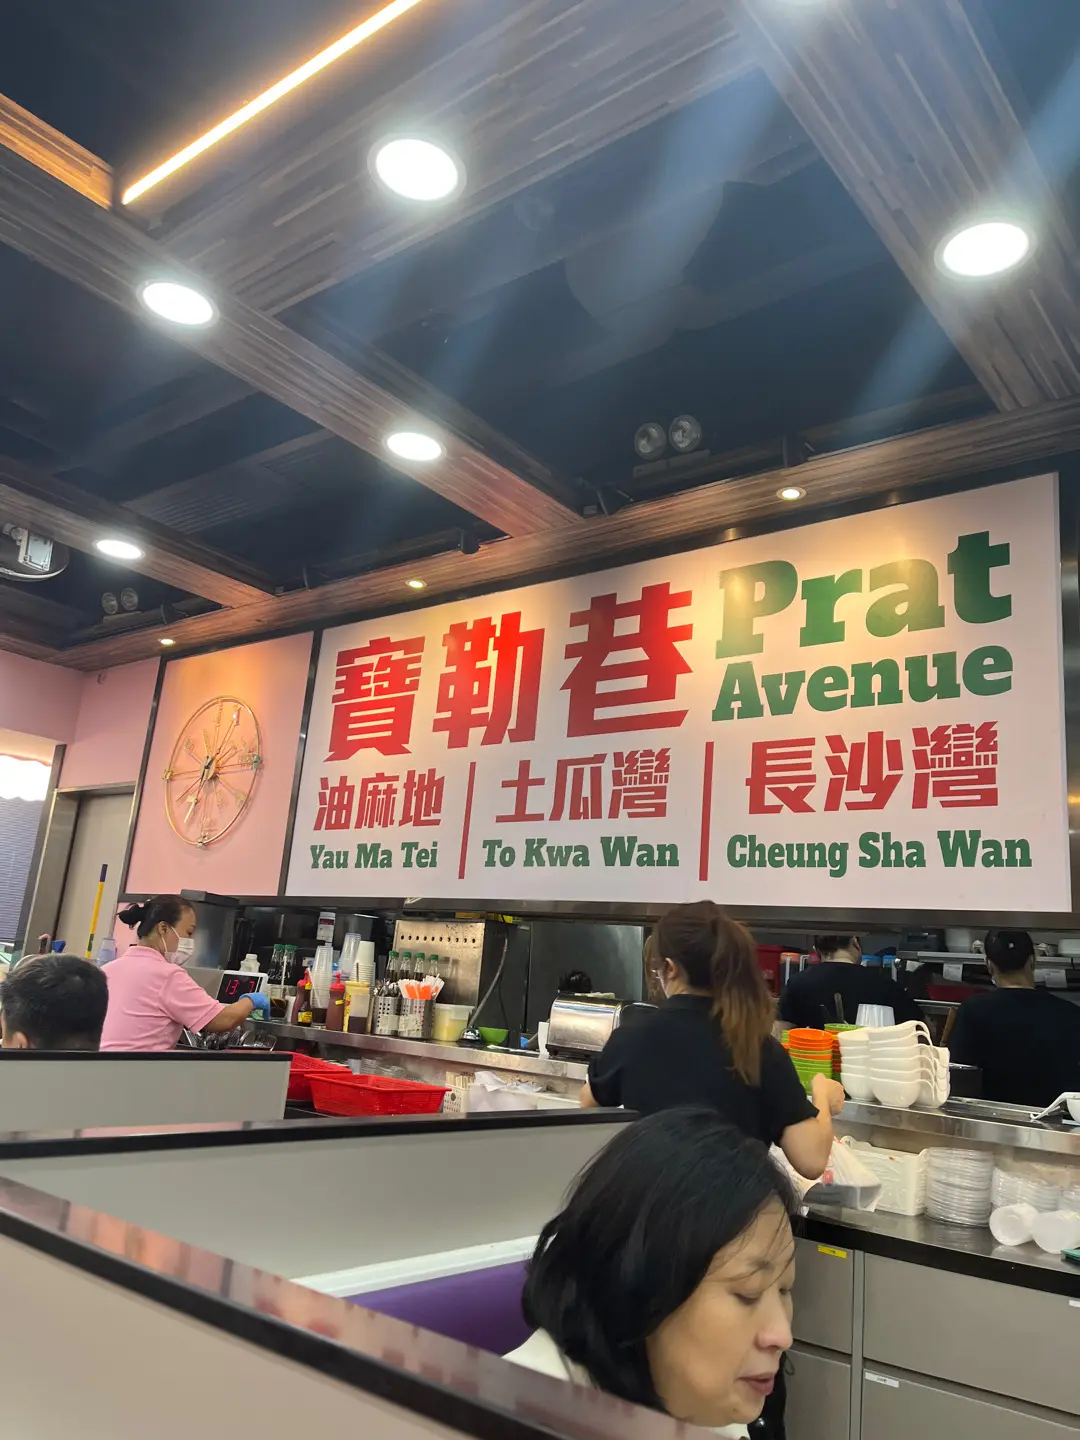 寶勒巷
Prat
Avenue
油麻地
Yau Ma Tei
土瓜灣
To Kwa Wan
長沙灣
Cheung Sha Wan